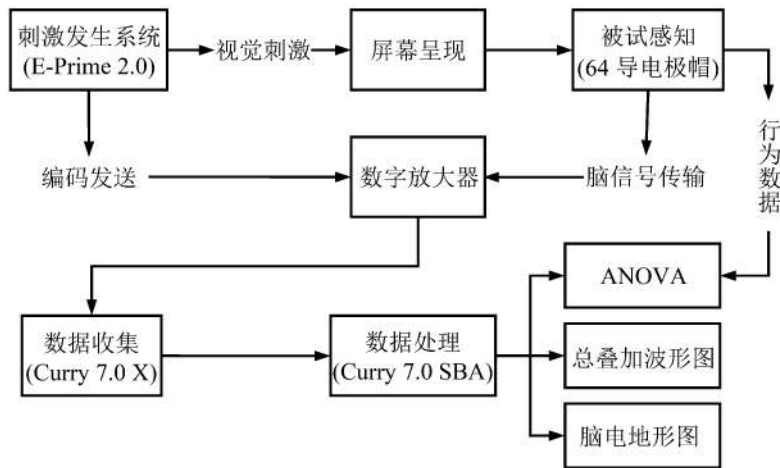 刺激发生系统
(E-Prime 2.0)
视觉刺激
屏幕呈现
被试感知
(64 导电极帽)
行为数据
编码发送
数字放大器
脑信号传输
ANOVA
数据收集
(Curry 7.0 X)
数据处理
(Curry 7.0 SBA)
总叠加波形图
脑电地形图